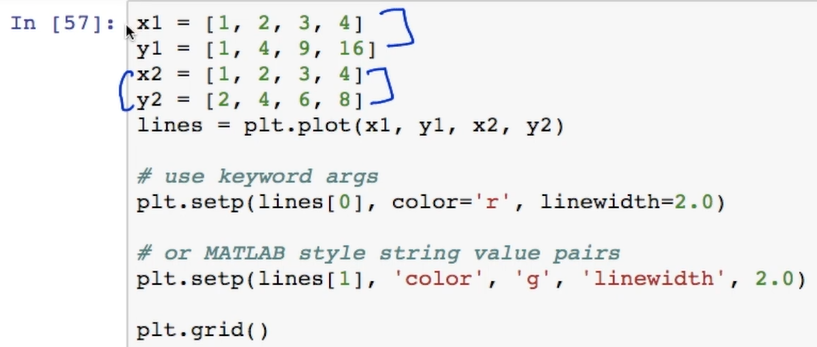 In [57]: x1 = [1, 2, 3, 4]
y1 = [1, 4, 9, 16]
x2 = [1, 2, 3, 4]
y2 = [2, 4, 6, 8]
lines = plt.plot(x1, y1, x2, y2)
# use keyword args
plt.setp(lines[0], color='r', linewidth=2.0)
# or MATLAB style string value pairs
plt.setp(lines[1], 'color', 'g', 'linewidth', 2.0)
plt.grid()